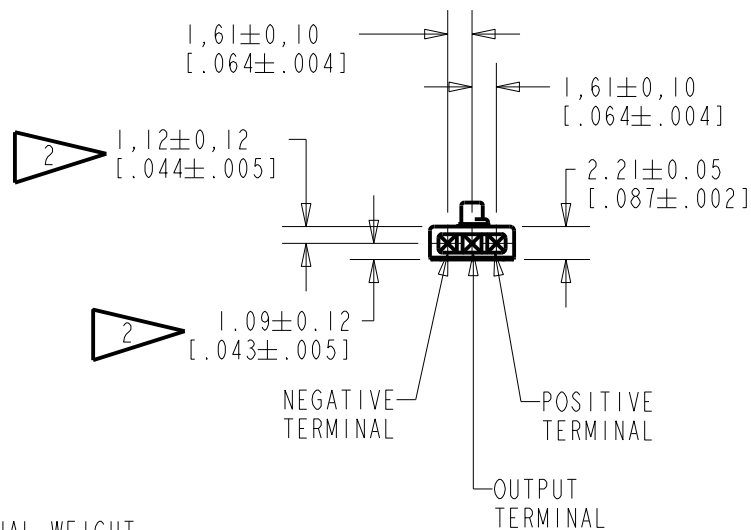 1,61±0,10
[.064±.004]
1,61±0,10
[.064±.004]
2
1,12±0,12
[.044±.005]
2.21±0.05
[.087±.002]
2
1.09±0.12
[.043±.005]
NEGATIVE
TERMINAL
POSITIVE
TERMINAL
OUTPUT
TERMINAL
WEIGHT